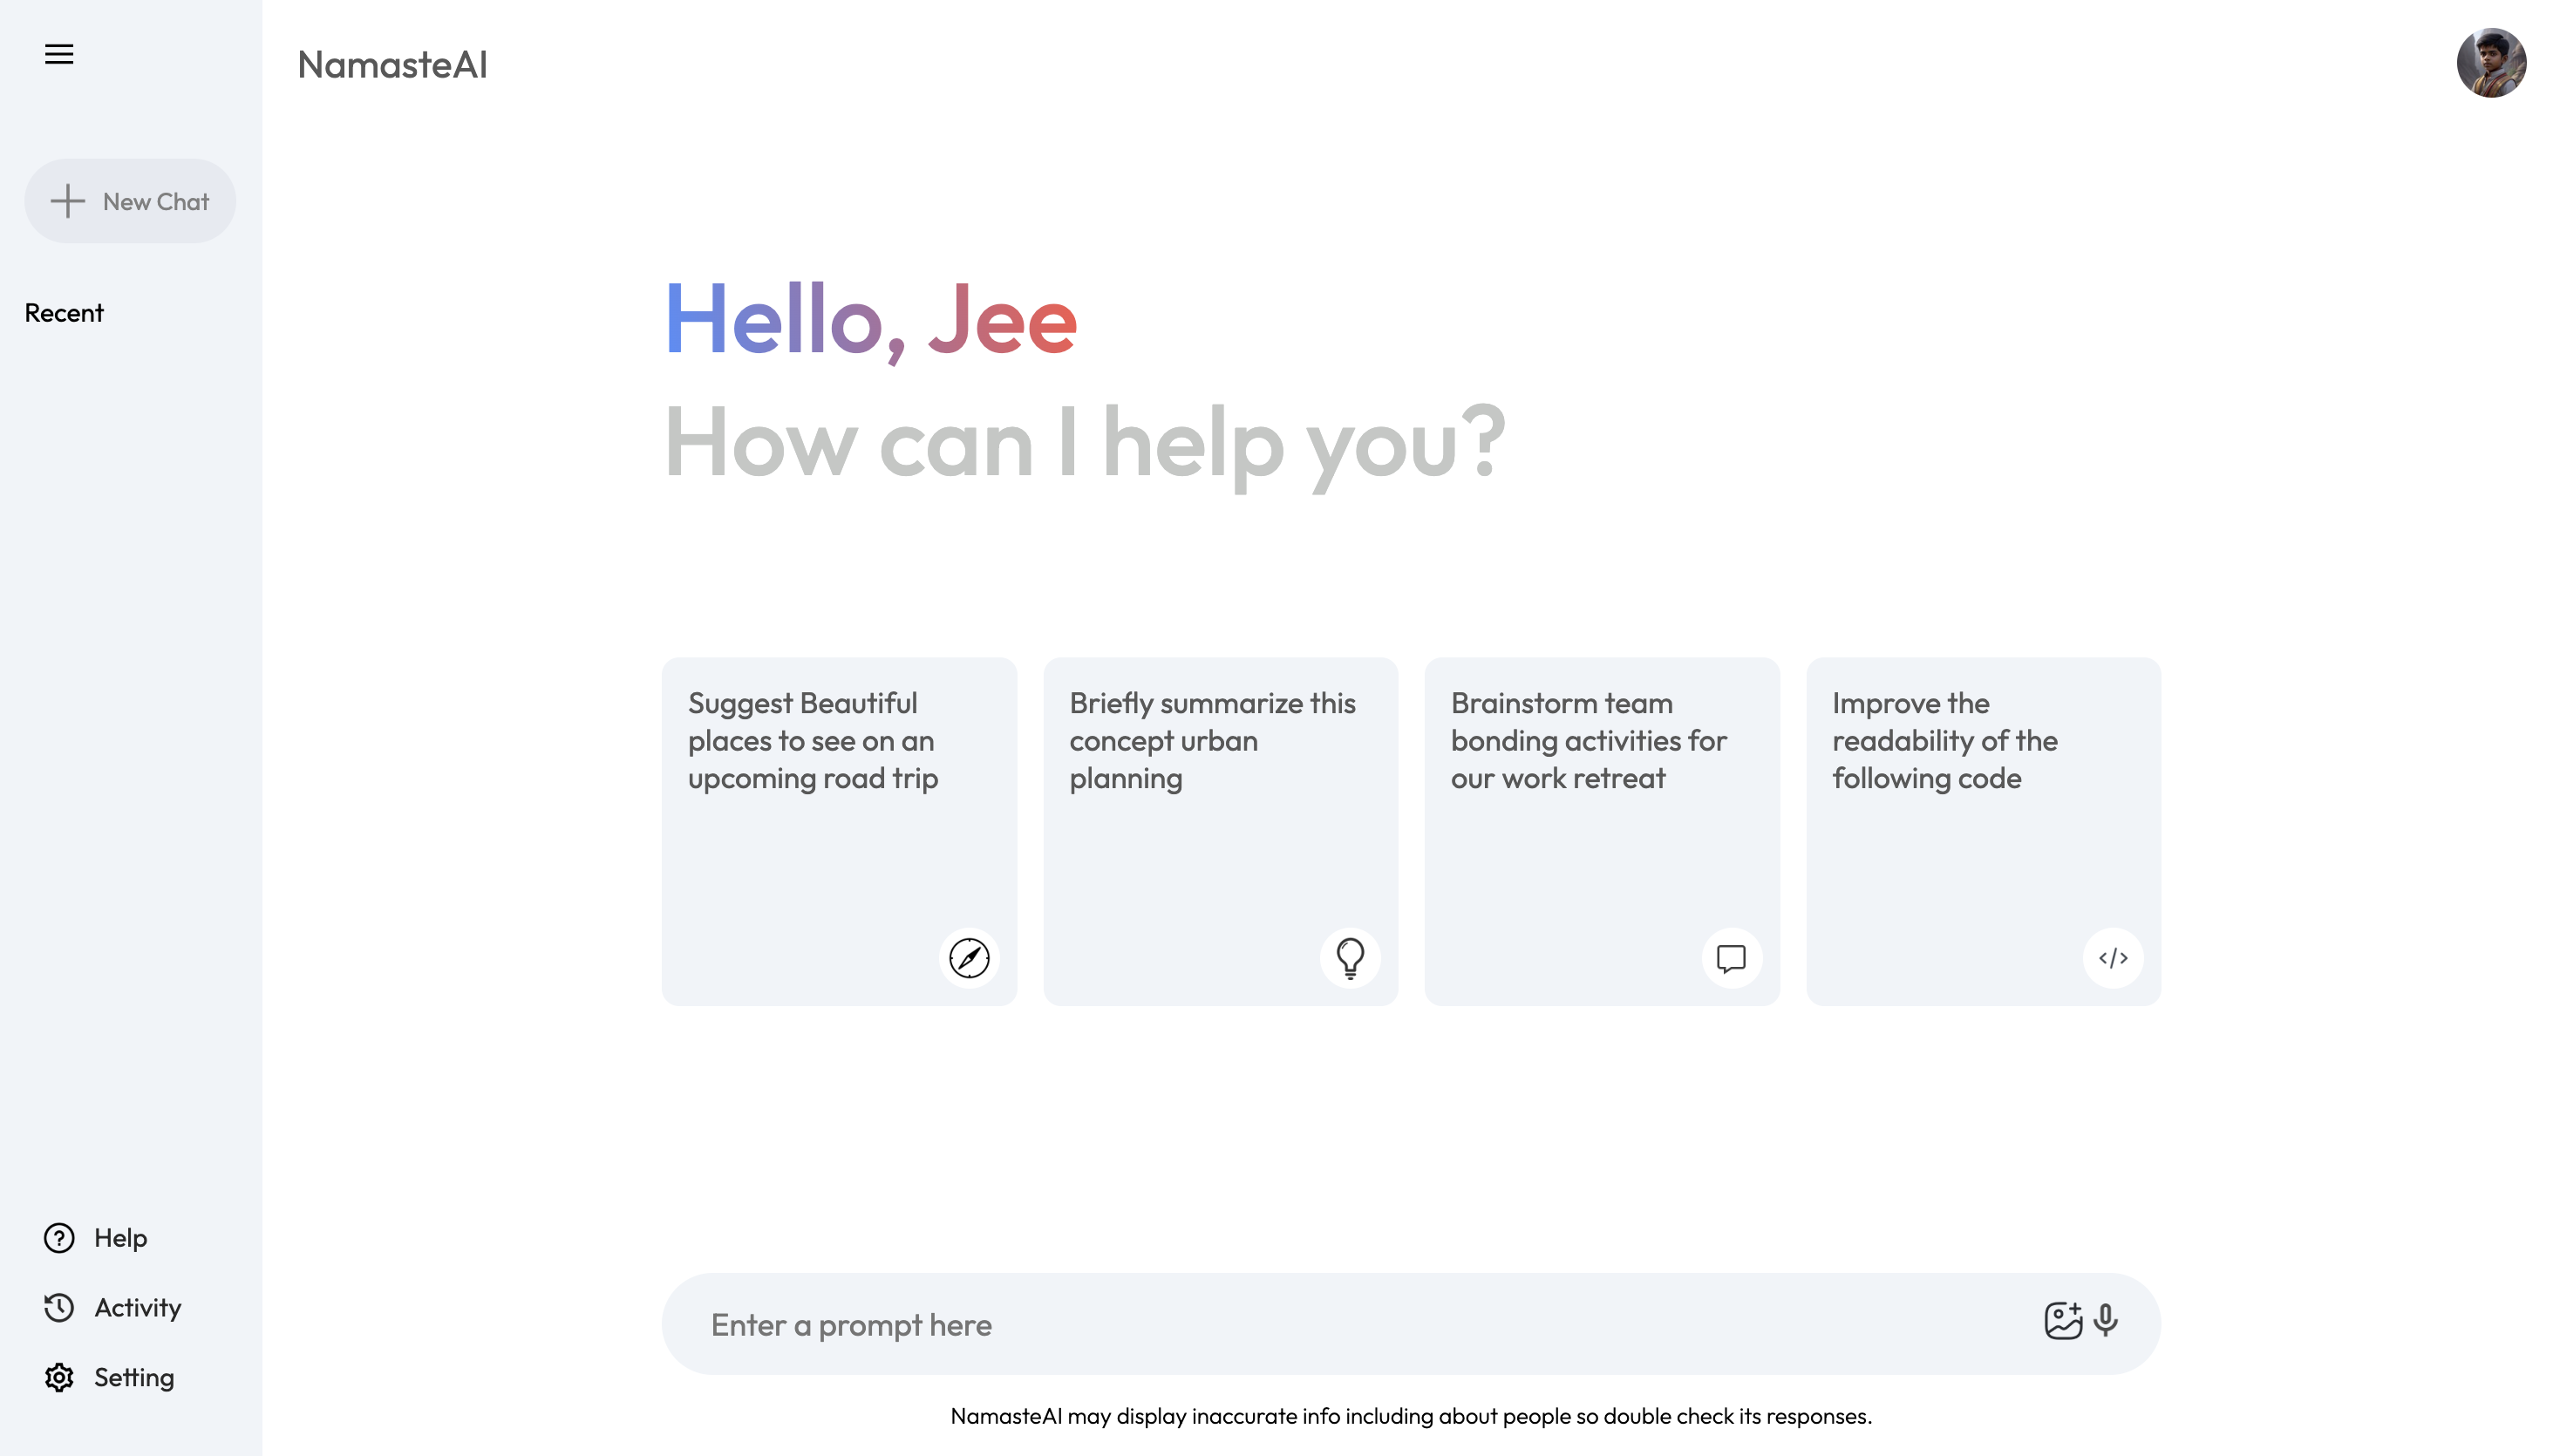 NamasteAI
New Chat
Recent
Hello, Jee
How can I help you?
Suggest Beautiful
places to see on an
upcoming road trip
Briefly summarize this
concept urban
planning
Brainstorm team
bonding activities for
our work retreat
Improve the
readability of the
following code
Help
Activity
Setting
Enter a prompt here
NamasteAI may display inaccurate info including about people so double check its responses.